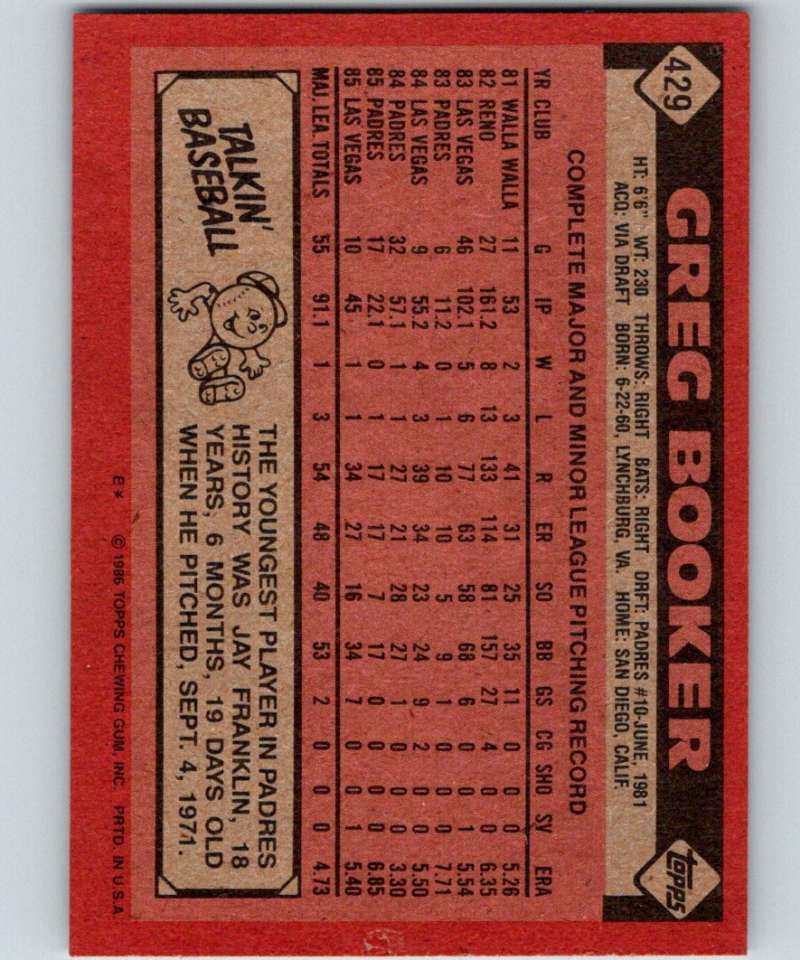 429
GREG BOOKER
topps
HT: 6'6" WT: 230 THROWS: RIGHT BATS: RIGHT DRFT: PADRES #10-JUNE, 1981
ACQ: VIA DRAFT BORN: 6-22-60, LYNCHBURG, VA. HOME: SAN DIEGO, CALIF.
COMPLETE MAJOR AND MINOR LEAGUE PITCHING RECORD
YR CLUB G IP W L R ER SO BB GS CG SHO SV ERA
81 WALLA WALLA 11 53 2 3 41 31 25 35 11 0 0 0 5.26
82 RENO 27 161.2 8 13 133 114 81 157 27 4 0 0 6.35
83 LAS VEGAS 46 102.1 5 6 77 63 58 68 6 0 0 1 5.54
83 PADRES 6 11.2 0 1 10 10 5 9 1 0 0 0 7.71
84 LAS VEGAS 9 55.2 4 3 39 34 23 24 9 2 0 0 5.50
84 PADRES 32 57.1 1 1 27 21 28 27 1 0 0 0 3.30
85 PADRES 17 22.1 0 1 17 17 7 17 0 0 0 0 6.85
85 LAS VEGAS 10 45 1 1 34 27 16 34 7 0 0 1 5.40
MAJ. LEA. TOTALS 55 91.1 1 3 54 48 40 53 2 0 0 0 4.73
TALKIN'
BASEBALL
THE YOUNGEST PLAYER IN PADRES
HISTORY WAS JAY FRANKLIN, 18
YEARS, 6 MONTHS, 19 DAYS OLD
WHEN HE PITCHED, SEPT. 4, 1971.
E* © 1986 TOPPS CHEWING GUM, INC. PRTD. IN U.S.A.